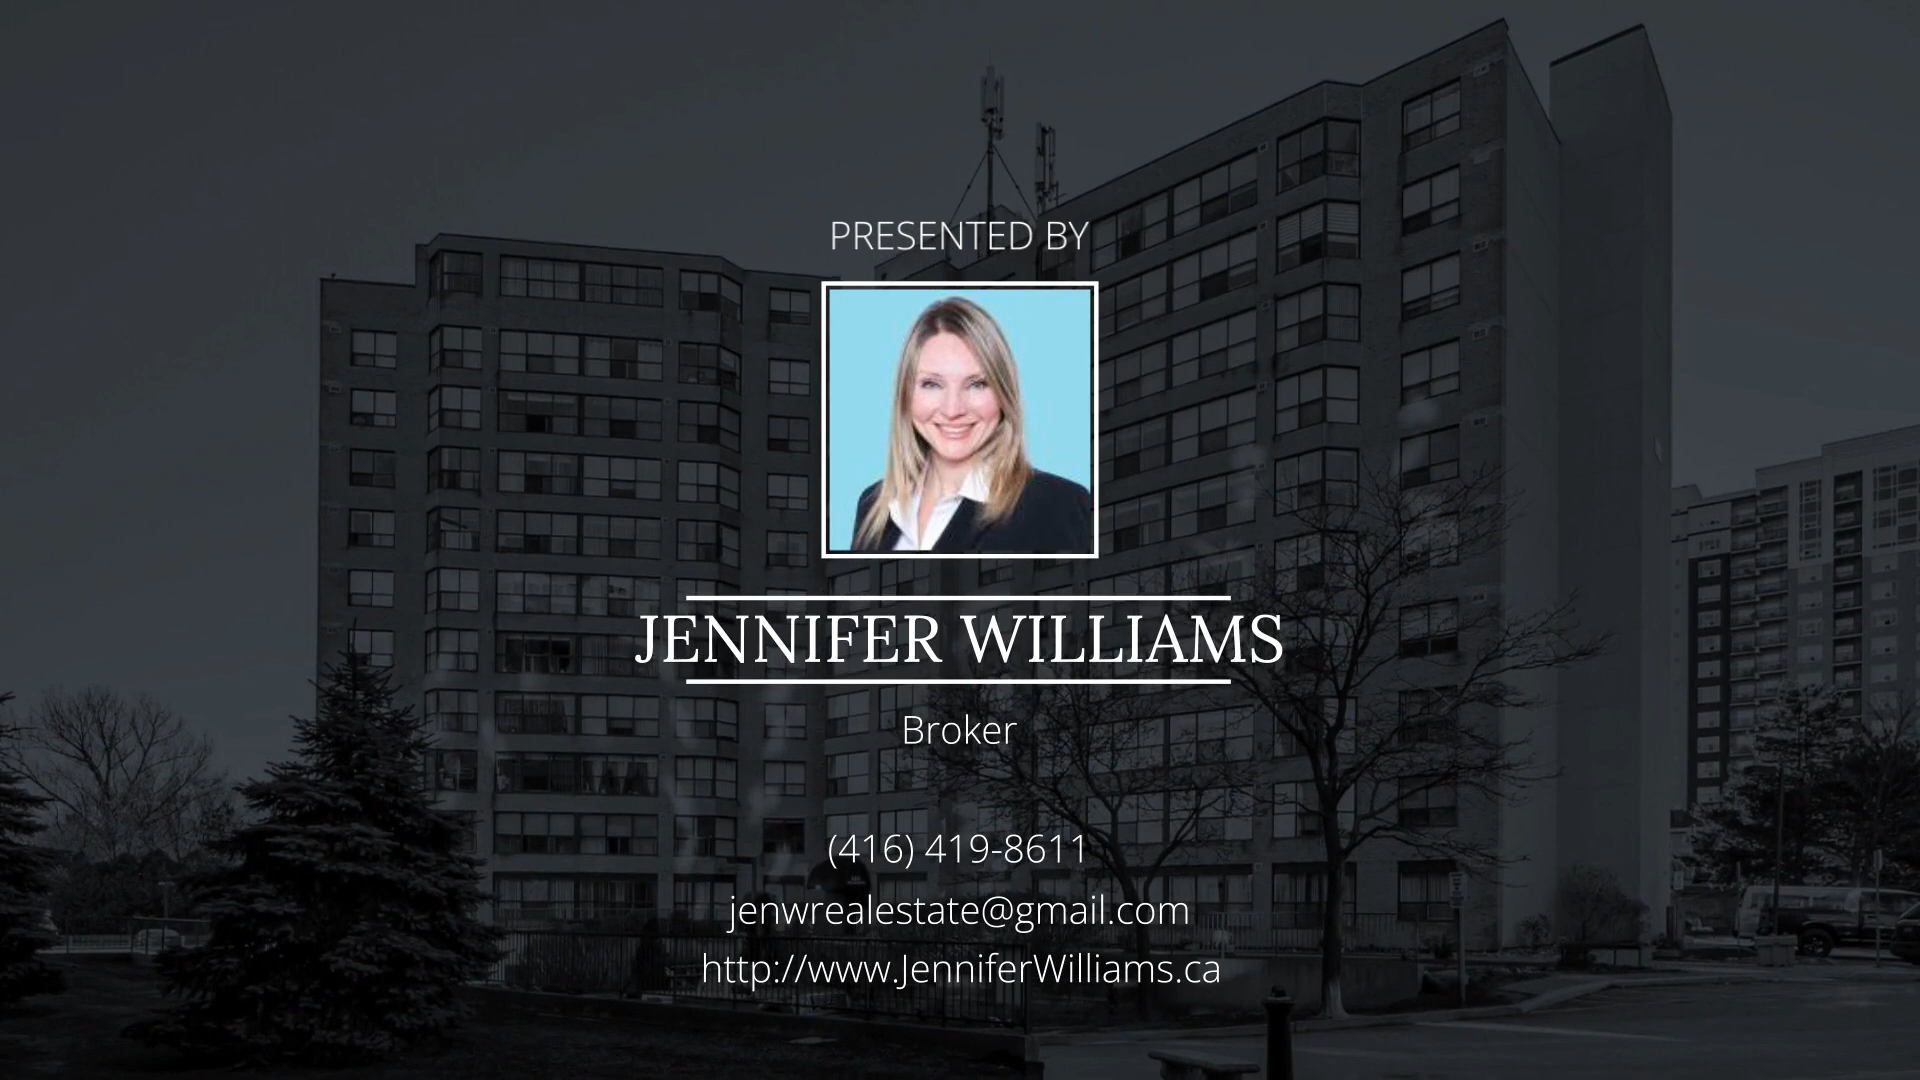 PRESENTED BY
JENNIFER WILLIAMS
Broker
(416) 419-8611
jenwrealestate@gmail.com
http://www.JenniferWilliams.ca